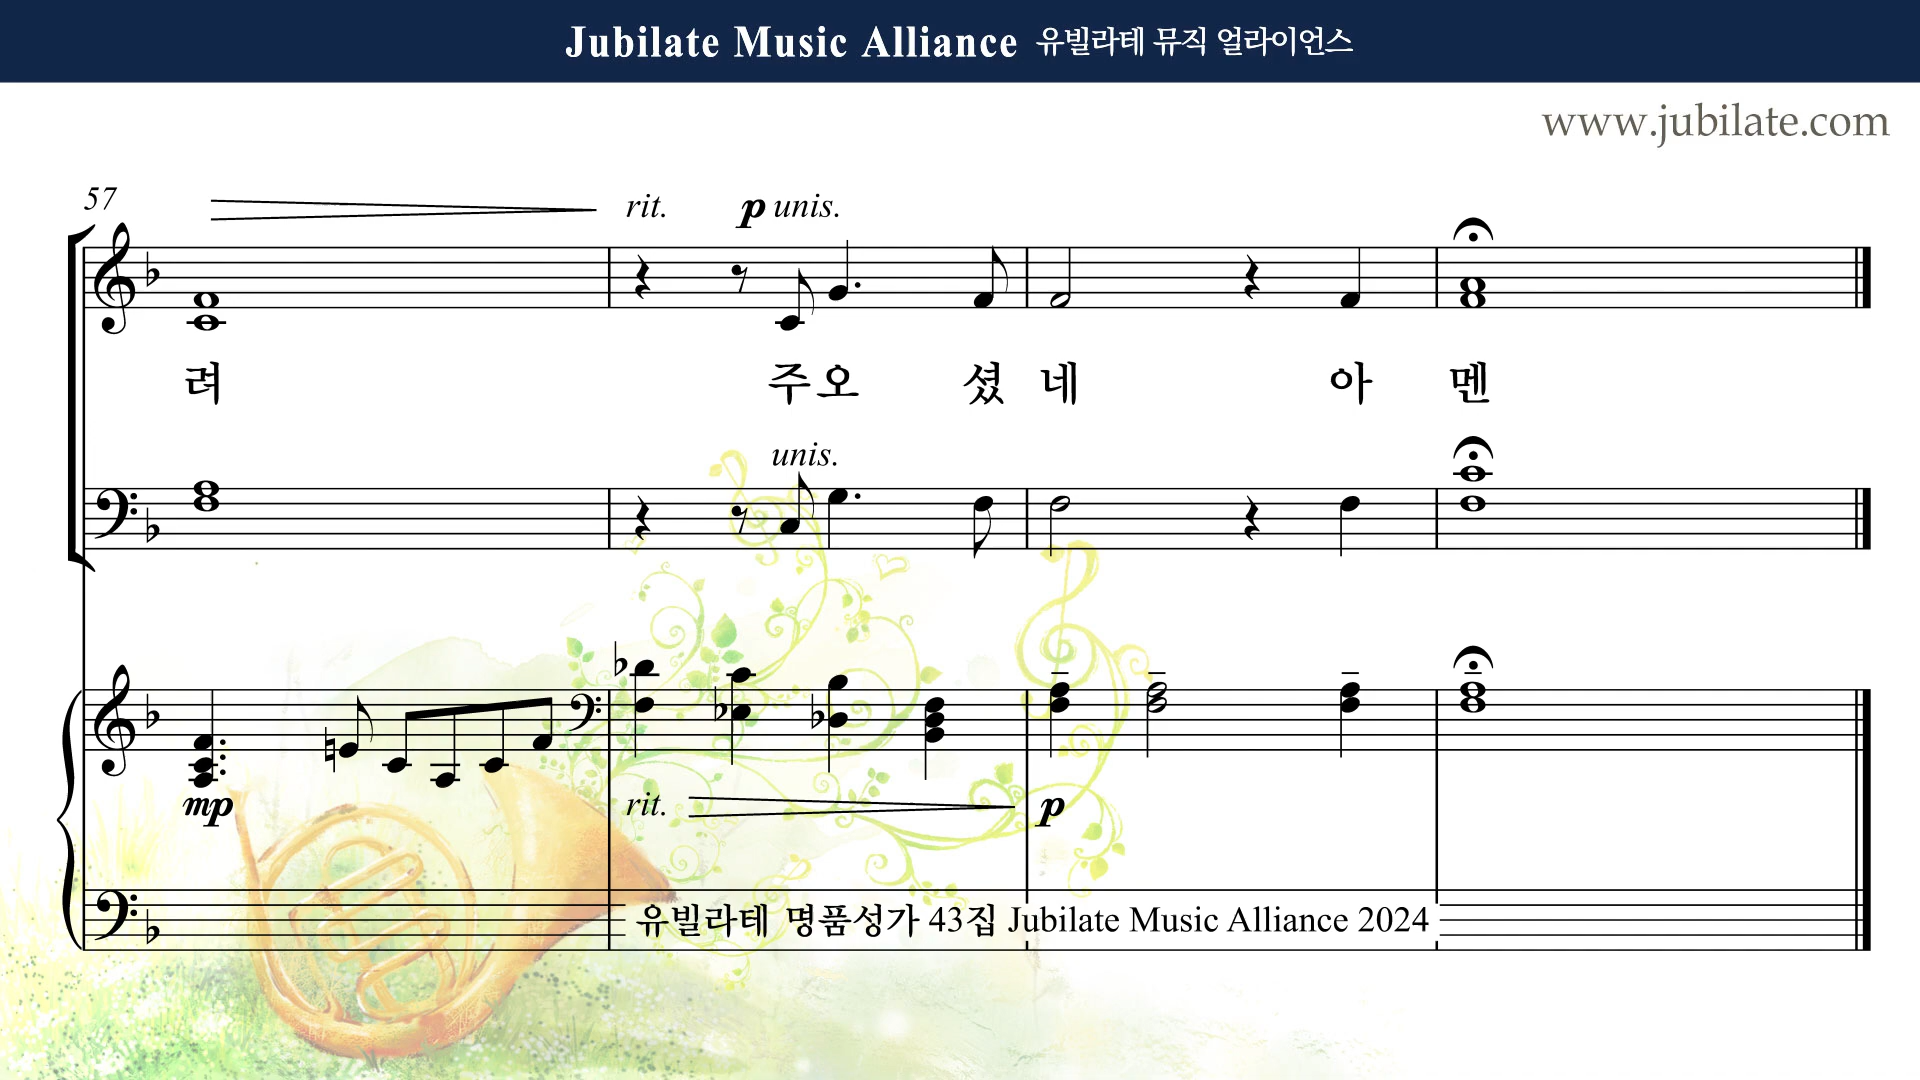 Jubilate Music Alliance 유빌라테 뮤직 얼라이언스
www.jubilate.com
57
rit. p unis.
려 주오 셨 네 아 멘
unis.
mp rit. p
유빌라테 명품성가 43집 Jubilate Music Alliance 2024